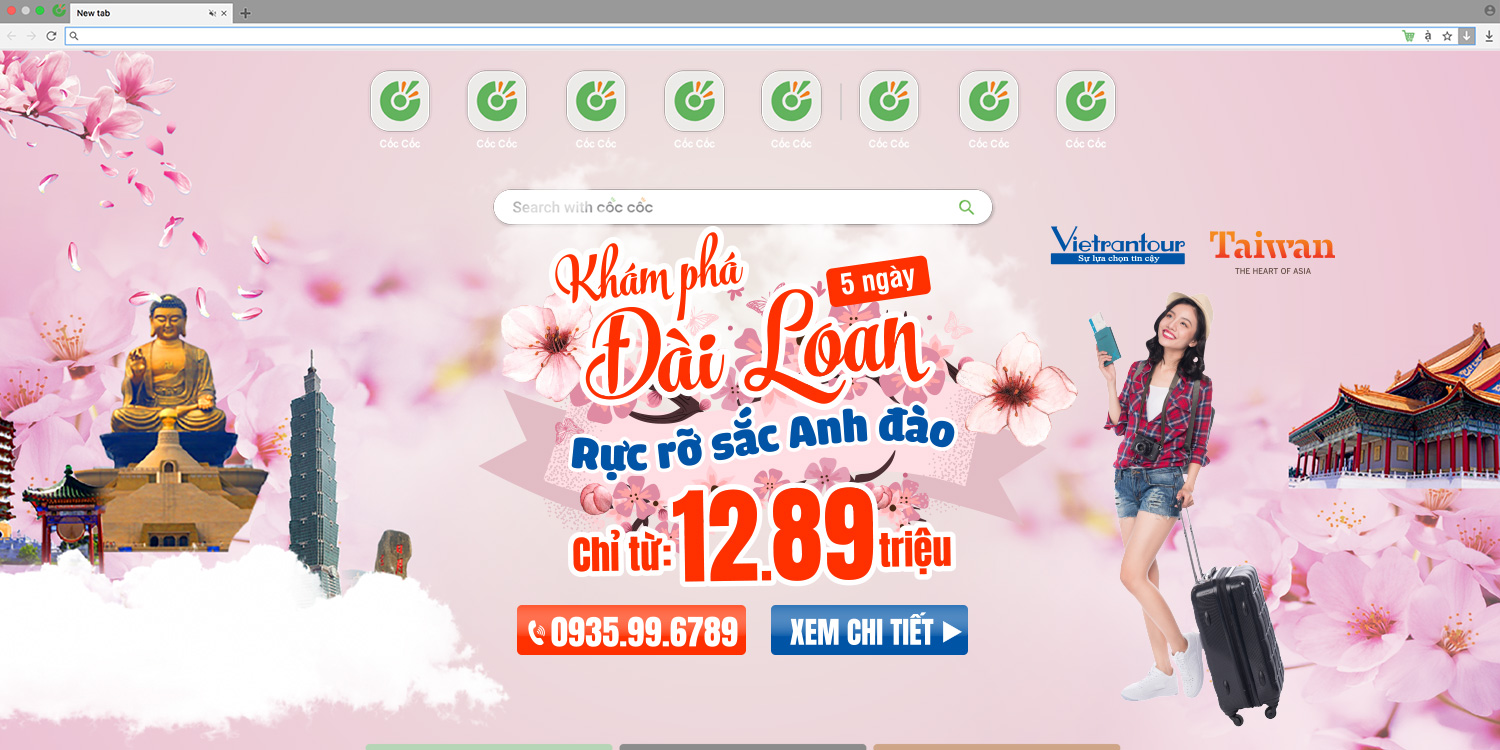 New tab
Cốc Cốc Cốc Cốc Cốc Cốc Cốc Cốc Cốc Cốc Cốc Cốc Cốc Cốc Cốc Cốc
Search with cốc cốc
Vietrantour
Sự lựa chọn tin cậy
Taiwan
THE HEART OF ASIA
Khám phá
5 ngày
Đài Loan
Rực rỡ sắc Anh đào
Chỉ từ: 12.89 triệu
0935.99.6789
XEM CHI TIẾT